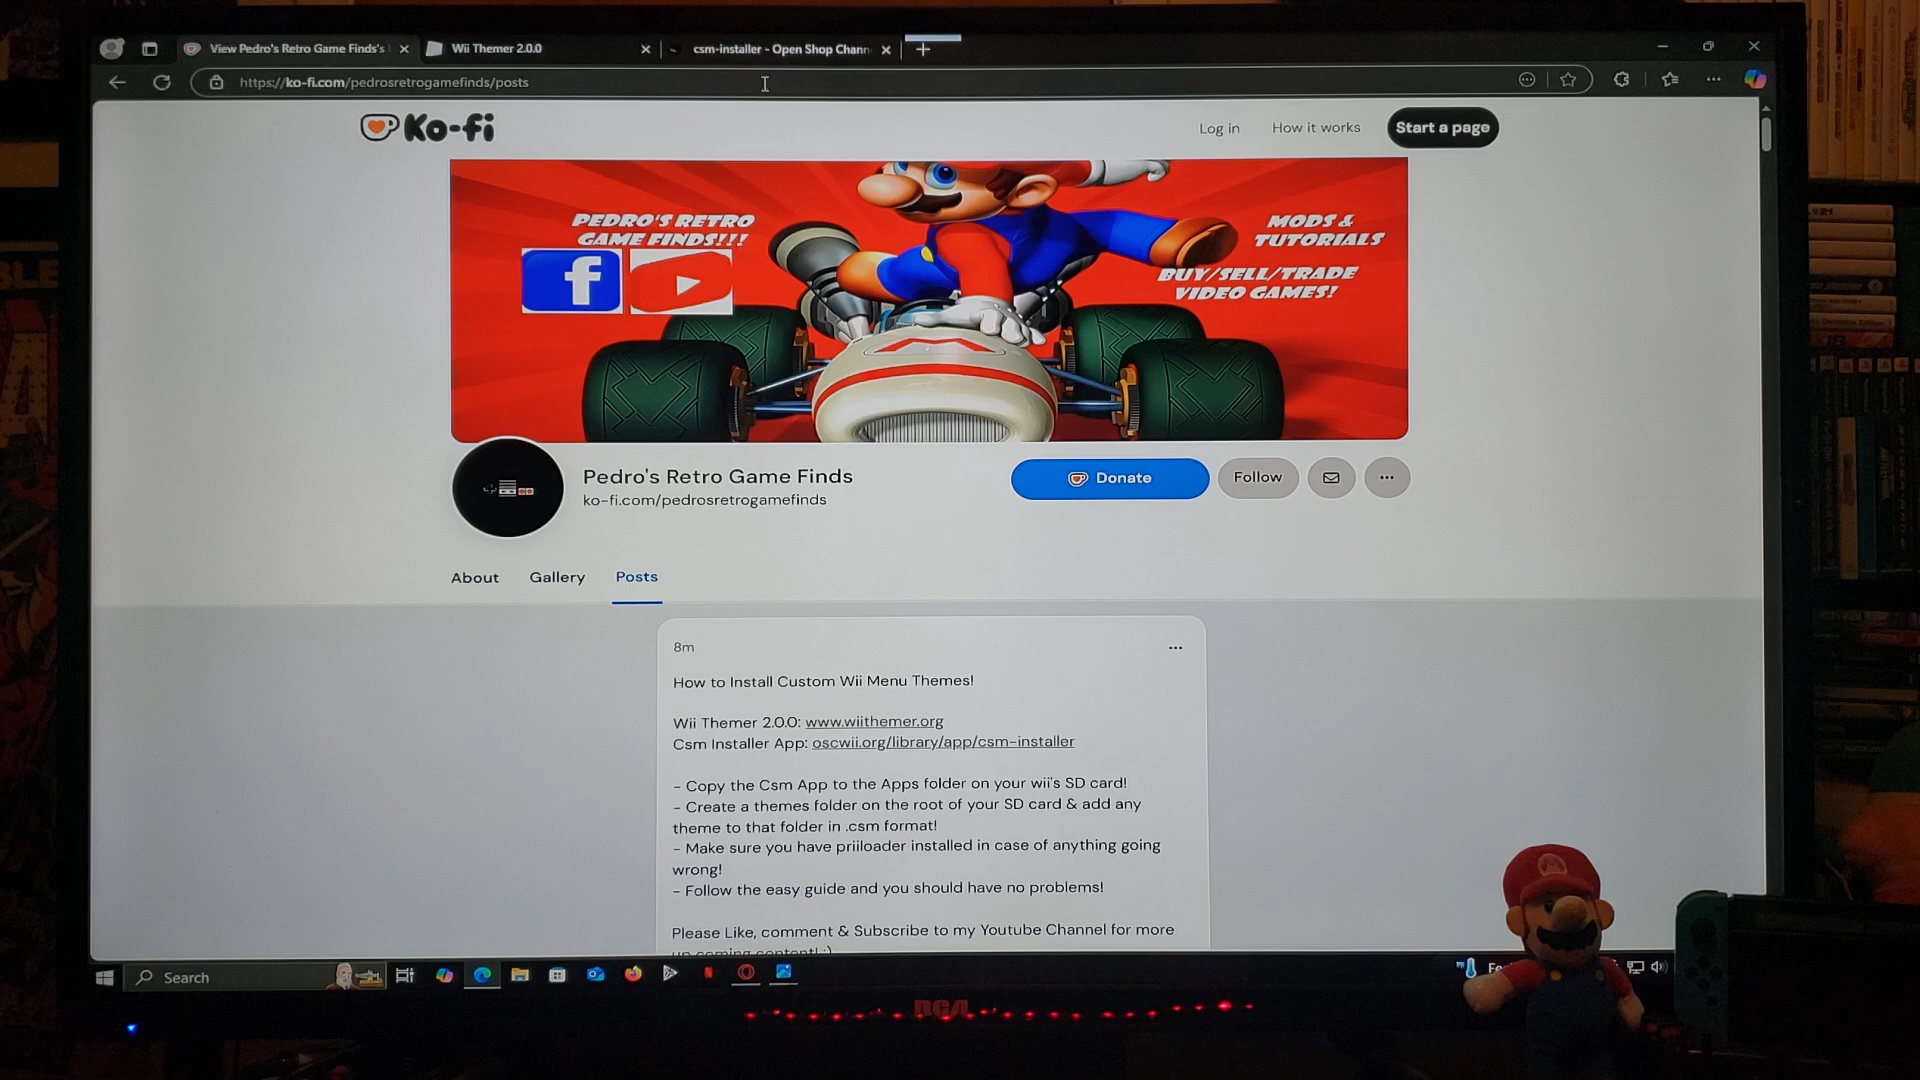 View Pedro's Retro Game Finds's
Wii Themer 2.0.0
csm-installer - Open Shop Chann
https://ko-fi.com/pedrosretrogamefinds/posts
Ko-fi
Log in
How it works
Start a page
PEDRO'S RETRO
GAME FINDS!!!
MODS &
TUTORIALS
BUY/SELL/TRADE
VIDEO GAMES!
Pedro's Retro Game Finds
ko-fi.com/pedrosretrogamefinds
Donate
Follow
About
Gallery
Posts
8m
How to Install Custom Wii Menu Themes!
Wii Themer 2.0.0: www.wiithemer.org
Csm Installer App: oscwii.org/library/app/csm-installer
- Copy the Csm App to the Apps folder on your wii's SD card!
- Create a themes folder on the root of your SD card & add any
theme to that folder in .csm format!
- Make sure you have priiloader installed in case of anything going
wrong!
- Follow the easy guide and you should have no problems!
Please Like, comment & Subscribe to my Youtube Channel for more
up coming content! :)
Search
RCA